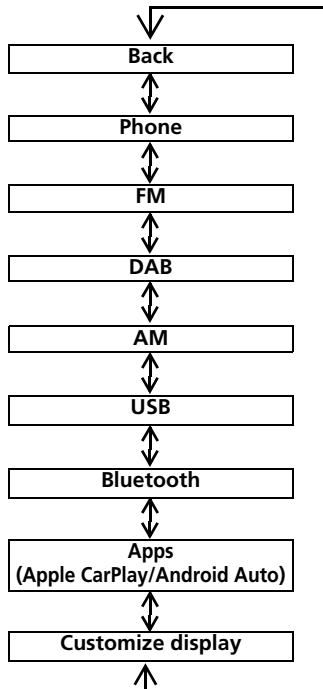 Back
Phone
FM
DAB
AM
USB
Bluetooth
Apps
(Apple CarPlay/Android Auto)
Customize display